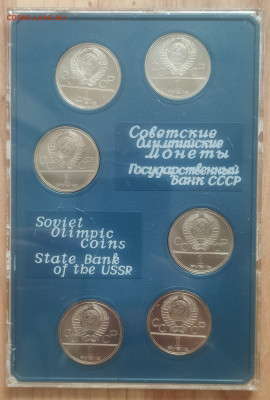 Советские
Олимпийские
монеты
Государственный
Банк СССР
Soviet
Olympic
Coins
State Bank
of the USSR